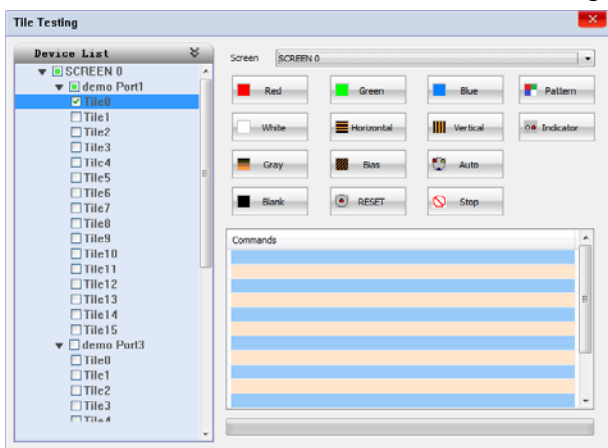 Tile Testing
Device List
SCREEN 0
demo Port1
Tile0
Tile1
Tile2
Tile3
Tile4
Tile5
Tile6
Tile7
Tile8
Tile9
Tile10
Tile11
Tile12
Tile13
Tile14
Tile15
demo Port3
Tile0
Tile1
Tile2
Tile3
Tile4
Screen SCREEN 0
Red Green Blue Pattern
White Horizontal Vertical Indicator
Gray Bias Auto
Blank RESET Stop
Commands